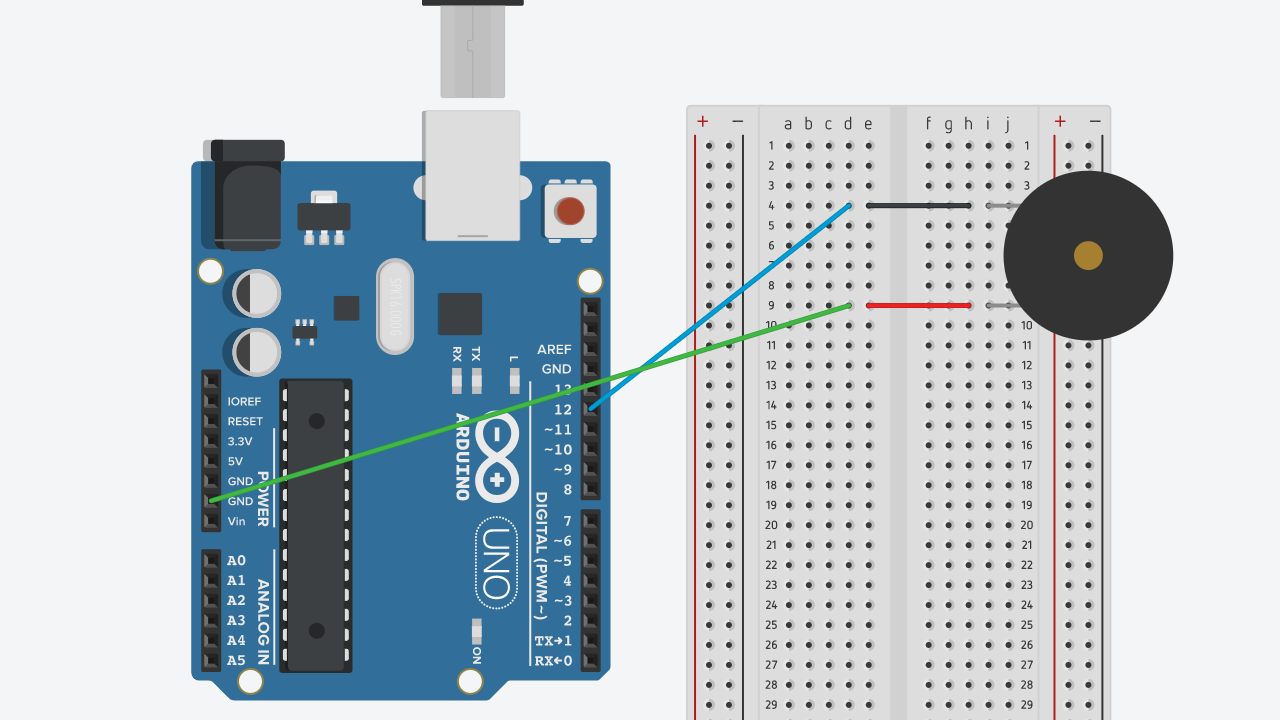 IOREF
RESET
3.3V
5V
GND
GND
Vin
POWER
A0
A1
A2
A3
A4
A5
ANALOG IN
SPK16.000G
RX
TX
L
ARDUINO
UNO
ON
AREF
GND
13
12
~11
~10
~9
8
7
~6
~5
4
~3
2
TX→1
RX←0
DIGITAL (PWM~)
+ − a b c d e f g h i j + −
1 1
2 2
3 3
4
5
6
7
8
9
10 10
11 11
12 12
13 13
14 14
15 15
16 16
17 17
18 18
19 19
20 20
21 21
22 22
23 23
24 24
25 25
26 26
27 27
28 28
29 29